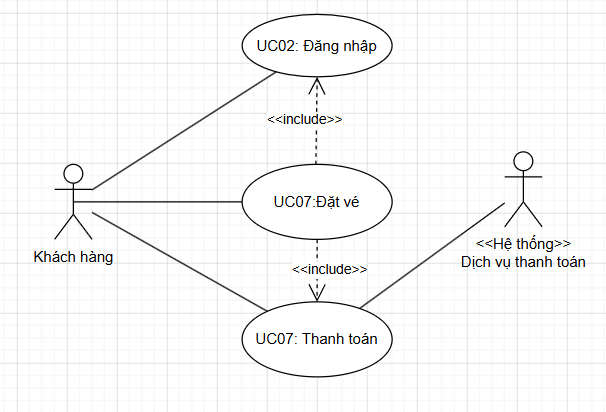 UC02: Đăng nhập
<<include>>
UC07:Đặt vé
Khách hàng
<<Hệ thống>>
Dịch vụ thanh toán
<<include>>
UC07: Thanh toán